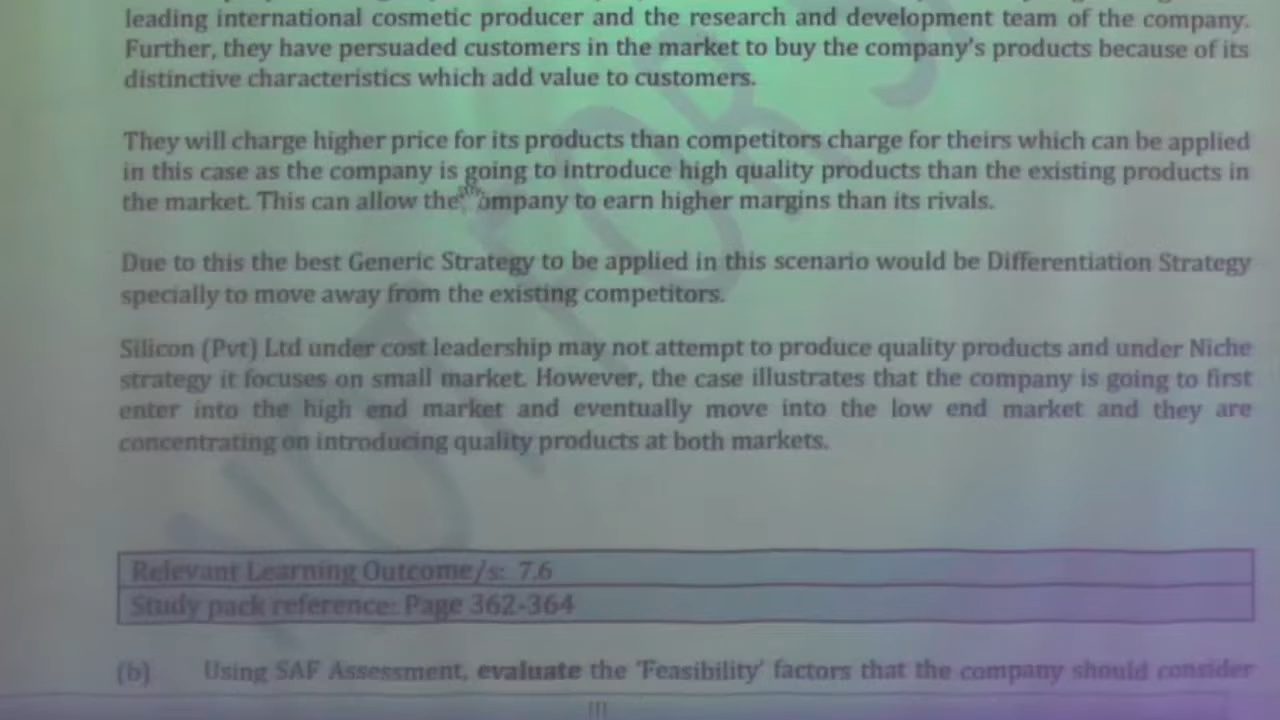 leading international cosmetic producer and the research and development team of the company.
Further, they have persuaded customers in the market to buy the company's products because of its
distinctive characteristics which add value to customers.
They will charge higher price for its products than competitors charge for theirs which can be applied
in this case as the company is going to introduce high quality products than the existing products in
the market. This can allow the ompany to earn higher margins than its rivals.
Due to this the best Generic Strategy to be applied in this scenario would be Differentiation Strategy
specially to move away from the existing competitors.
Silicon (Pvt) Ltd under cost leadership may not attempt to produce quality products and under Niche
strategy it focuses on small market. However, the case illustrates that the company is going to first
enter into the high end market and eventually move into the low end market and they are
concentrating on introducing quality products at both markets.
Relevant Learning Outcome/s: 7.6
Study pack reference: Page 362-364
(b) Using SAF Assessment, evaluate the 'Feasibility' factors that the company should consider
NOT FOR